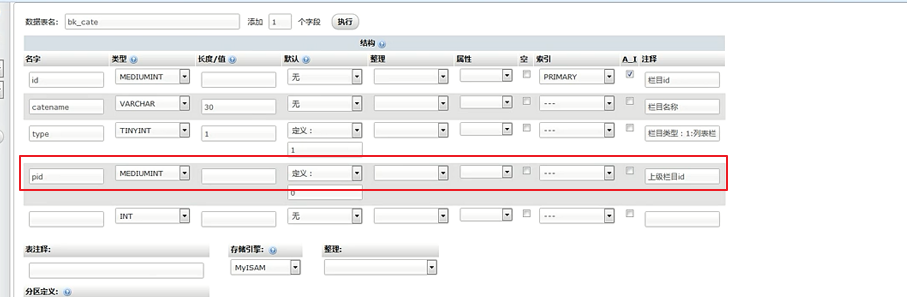 数据表名: bk_cate 添加 1 个字段 执行
结构
名字 类型 长度/值 默认 整理 属性 空 索引 A_I 注释
id MEDIUMINT 无 PRIMARY 栏目id
catename VARCHAR 30 无 --- 栏目名称
type TINYINT 1 定义： --- 栏目类型：1:列表栏
1
pid MEDIUMINT 定义： --- 上级栏目id
0
INT 无 ---
表注释: 存储引擎: 整理:
MyISAM
分区定义: